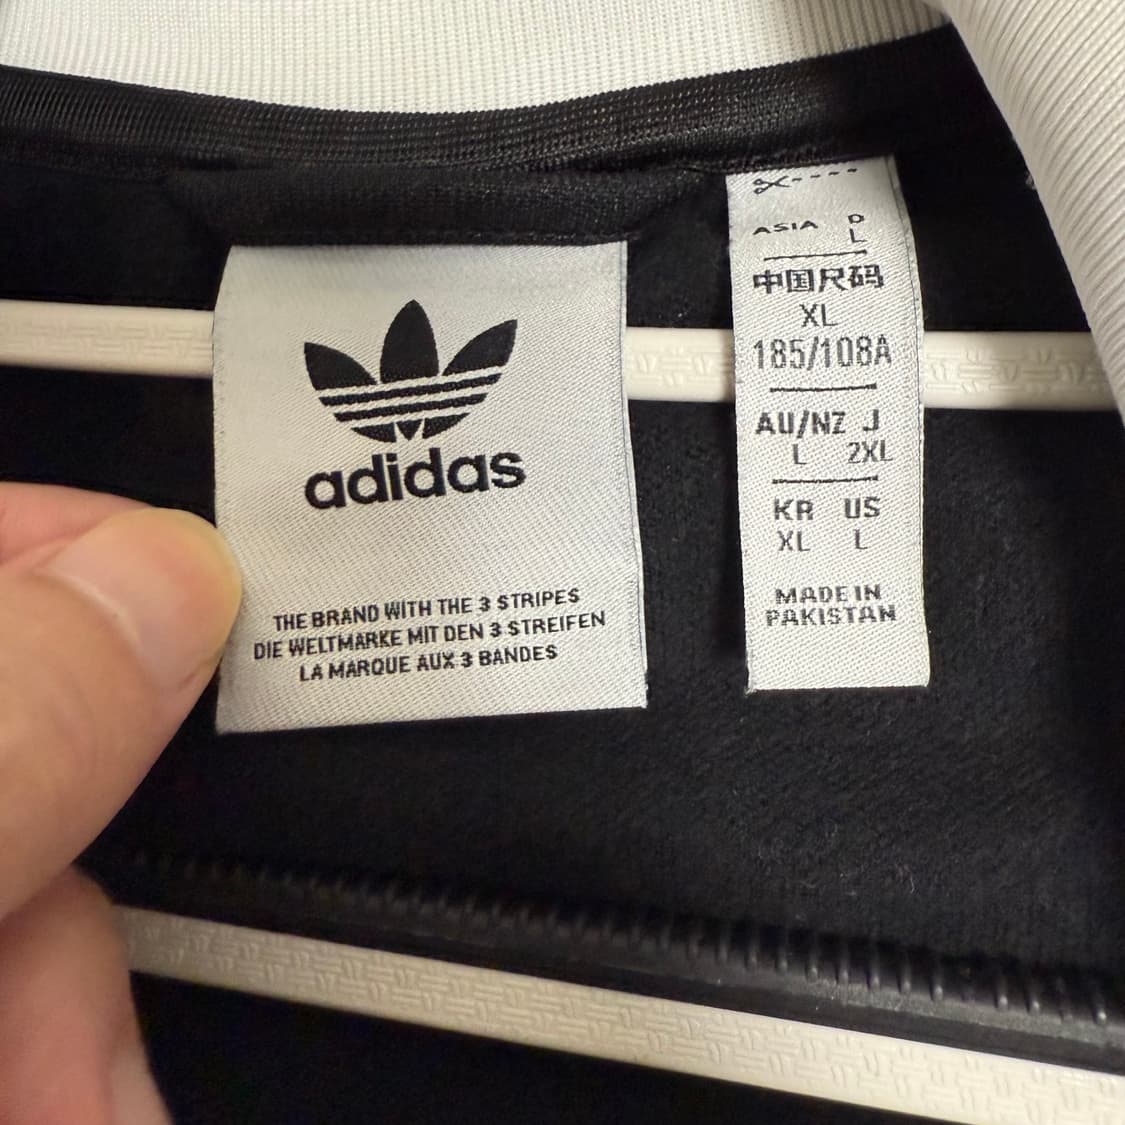 adidas
THE BRAND WITH THE 3 STRIPES
DIE WELTMARKE MIT DEN 3 STREIFEN
LA MARQUE AUX 3 BANDES
ASIA P
L
中国尺码
XL
185/108A
AU/NZ J
L 2XL
KR US
XL L
MADE IN
PAKISTAN